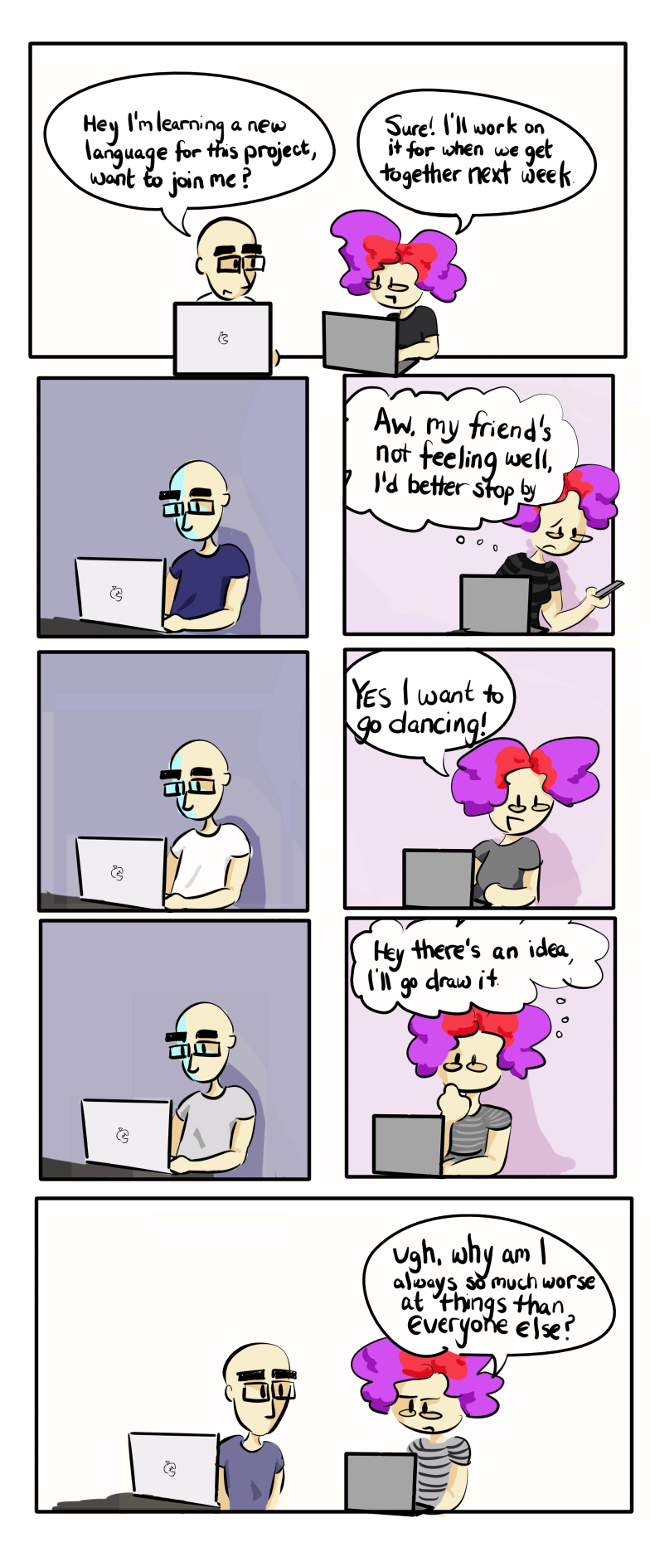 Hey I'm learning a new
language for this project,
want to join me?
Sure! I'll work on
it for when we get
together next week.
Aw, my friend's
not feeling well,
I'd better stop by
YES I want to
go dancing!
Hey there's an idea,
I'll go draw it.
Ugh, why am I
always so much worse
at things than
everyone else?